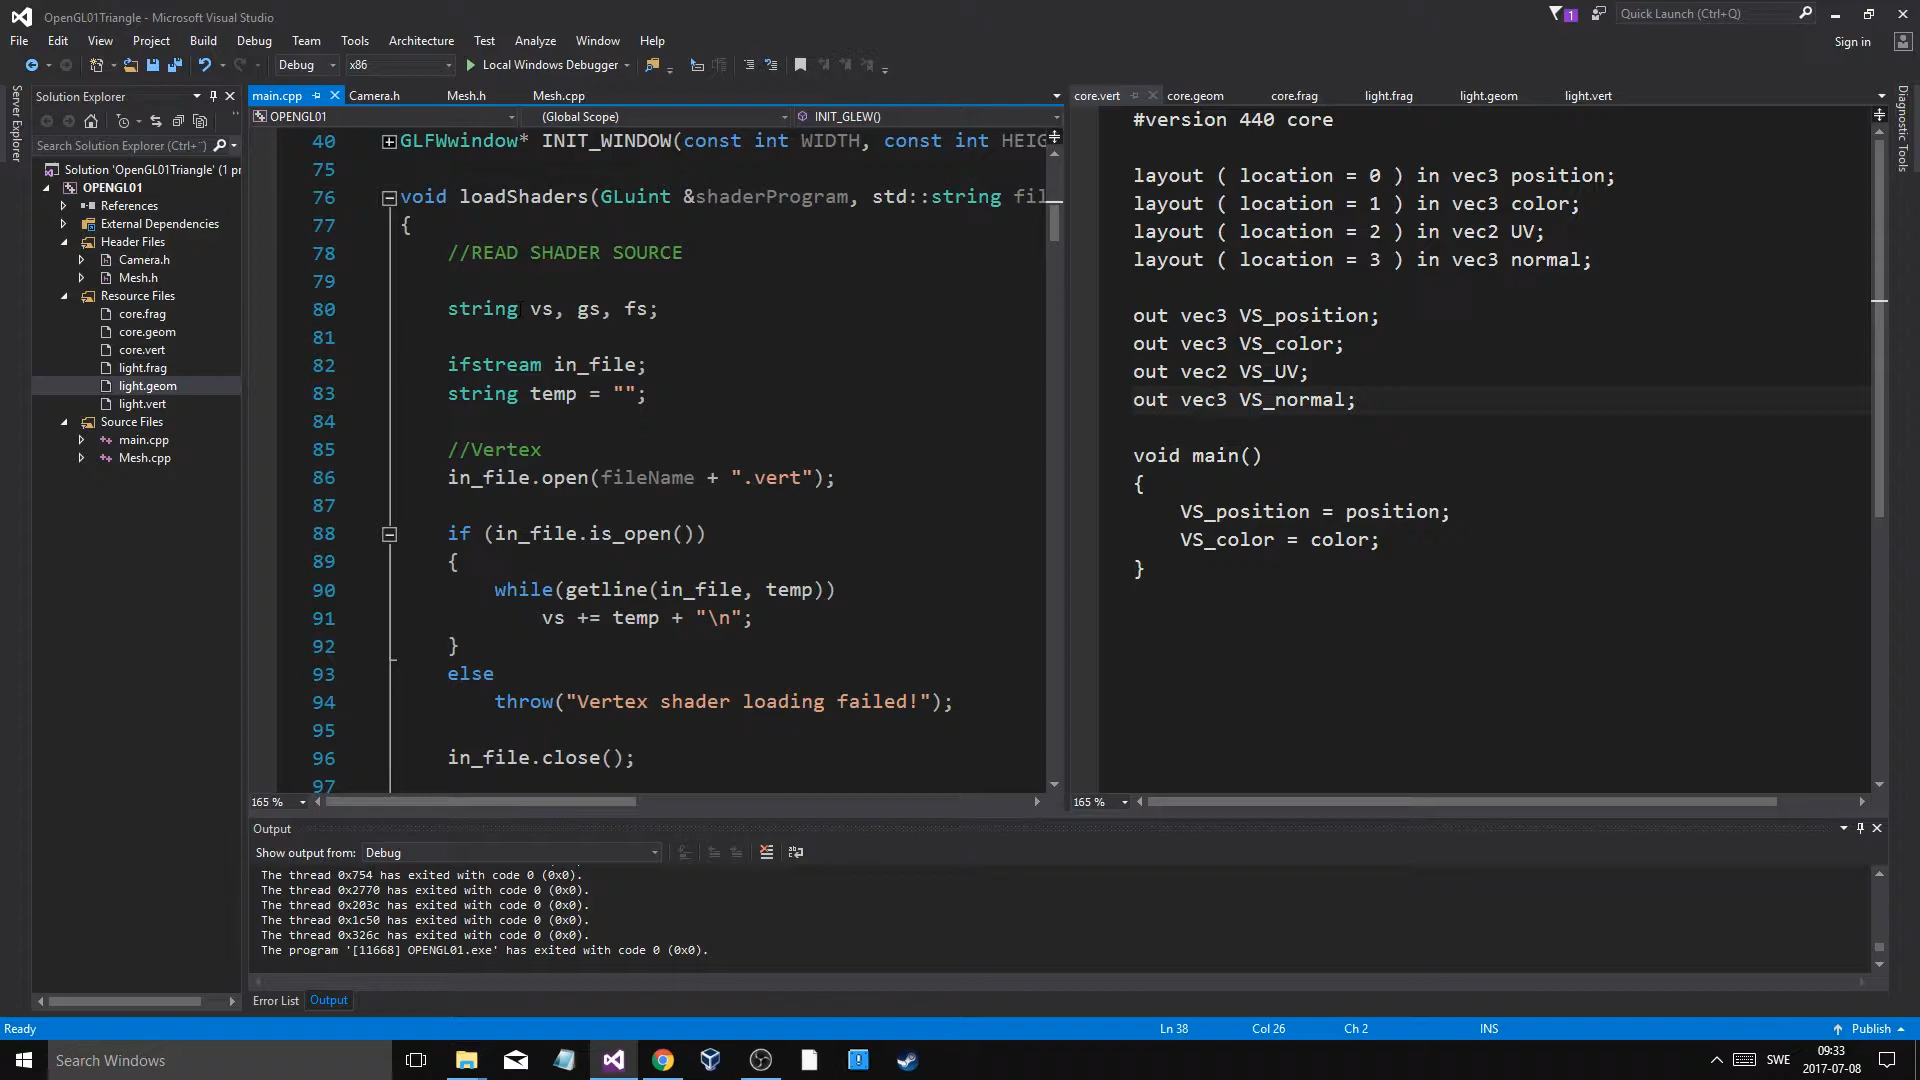 OpenGL01Triangle - Microsoft Visual Studio
1
Quick Launch (Ctrl+Q)
File Edit View Project Build Debug Team Tools Architecture Test Analyze Window Help
Sign in
Debug x86 Local Windows Debugger
Server Explorer
Solution Explorer
Search Solution Explorer (Ctrl+
Solution 'OpenGL01Triangle' (1 pr
OPENGL01
References
External Dependencies
Header Files
Camera.h
Mesh.h
Resource Files
core.frag
core.geom
core.vert
light.frag
light.geom
light.vert
Source Files
main.cpp
Mesh.cpp
main.cpp Camera.h Mesh.h Mesh.cpp
OPENGL01 (Global Scope) INIT_GLEW()
40 GLFWwindow* INIT_WINDOW(const int WIDTH, const int HEIG
75
76 void loadShaders(GLuint &shaderProgram, std::string fil
77 {
78 //READ SHADER SOURCE
79
80 string vs, gs, fs;
81
82 ifstream in_file;
83 string temp = "";
84
85 //Vertex
86 in_file.open(fileName + ".vert");
87
88 if (in_file.is_open())
89 {
90 while(getline(in_file, temp))
91 vs += temp + "\n";
92 }
93 else
94 throw("Vertex shader loading failed!");
95
96 in_file.close();
97
165 %
core.vert core.geom core.frag light.frag light.geom light.vert
#version 440 core
layout ( location = 0 ) in vec3 position;
layout ( location = 1 ) in vec3 color;
layout ( location = 2 ) in vec2 UV;
layout ( location = 3 ) in vec3 normal;
out vec3 VS_position;
out vec3 VS_color;
out vec2 VS_UV;
out vec3 VS_normal;
void main()
{
VS_position = position;
VS_color = color;
}
165 %
Diagnostic Tools
Output
Show output from: Debug
The thread 0x754 has exited with code 0 (0x0).
The thread 0x2770 has exited with code 0 (0x0).
The thread 0x203c has exited with code 0 (0x0).
The thread 0x1c50 has exited with code 0 (0x0).
The thread 0x326c has exited with code 0 (0x0).
The program '[11668] OPENGL01.exe' has exited with code 0 (0x0).
Error List Output
Ready Ln 38 Col 26 Ch 2 INS Publish
Search Windows
SWE
09:33
2017-07-08